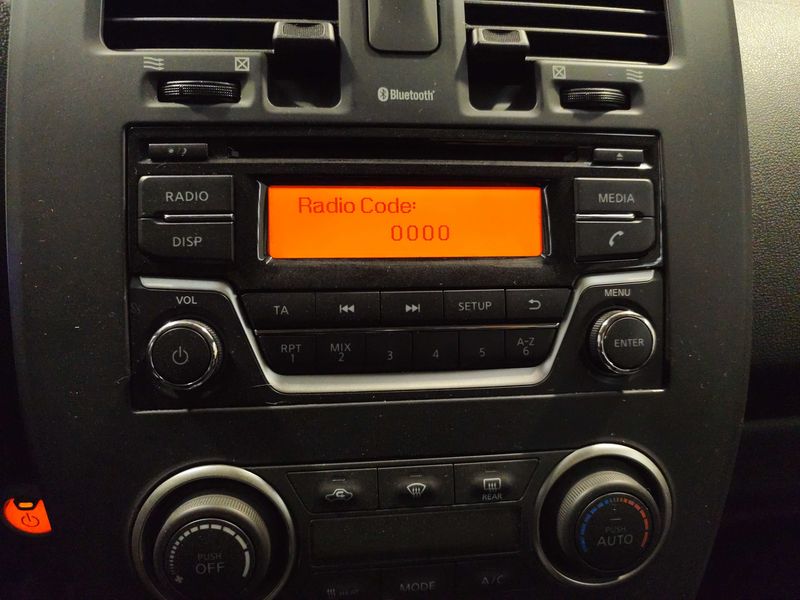 Bluetooth
RADIO
Radio Code:
MEDIA
DISP
0000
VOL
MENU
TA
SETUP
RPT
1
MIX
2
3
4
5
A-Z
6
ENTER
REAR
PUSH
OFF
PUSH
AUTO
MODE
A/C